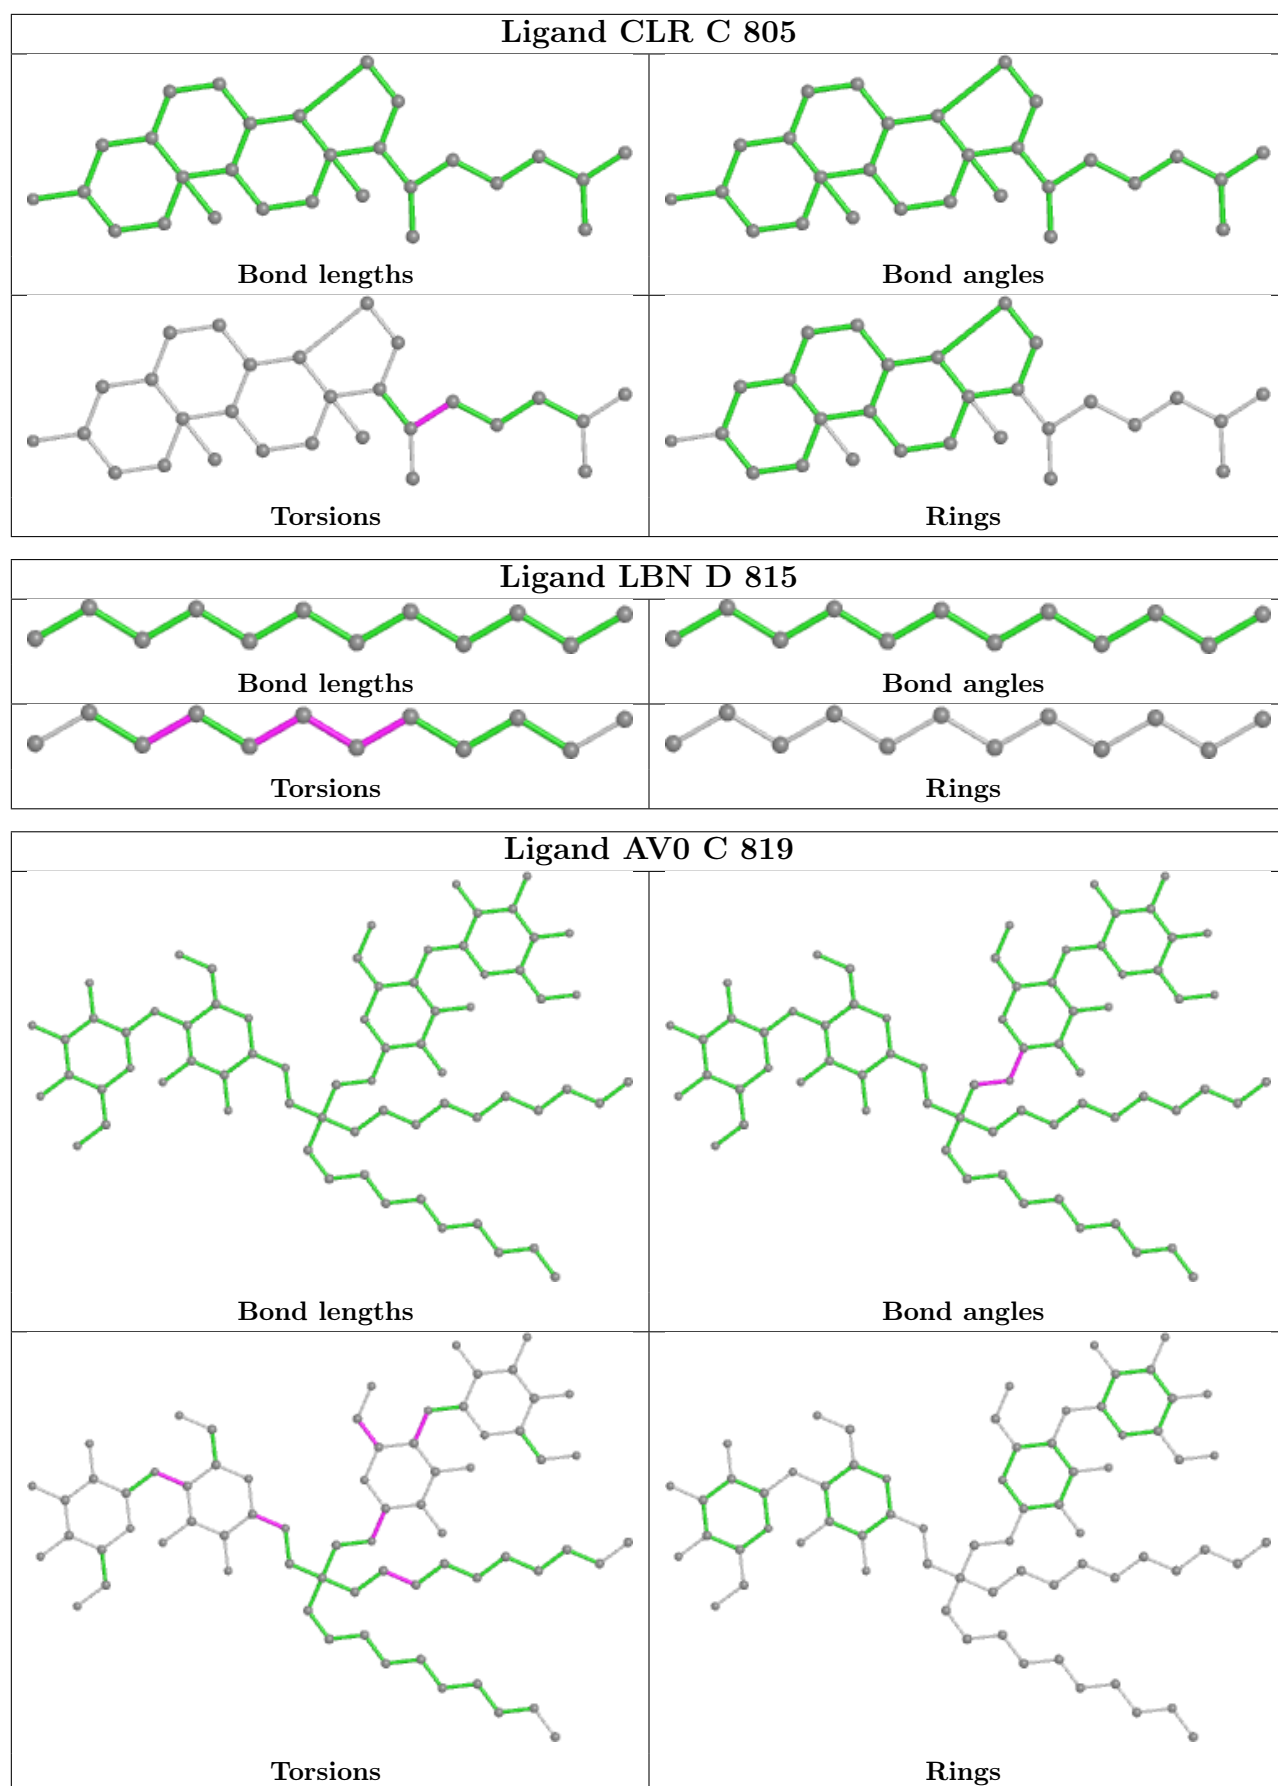 Ligand CLR C 805
Bond lengths
Bond angles
Torsions
Rings
Ligand LBN D 815
Bond lengths
Bond angles
Torsions
Rings
Ligand AV0 C 819
Bond lengths
Bond angles
Torsions
Rings